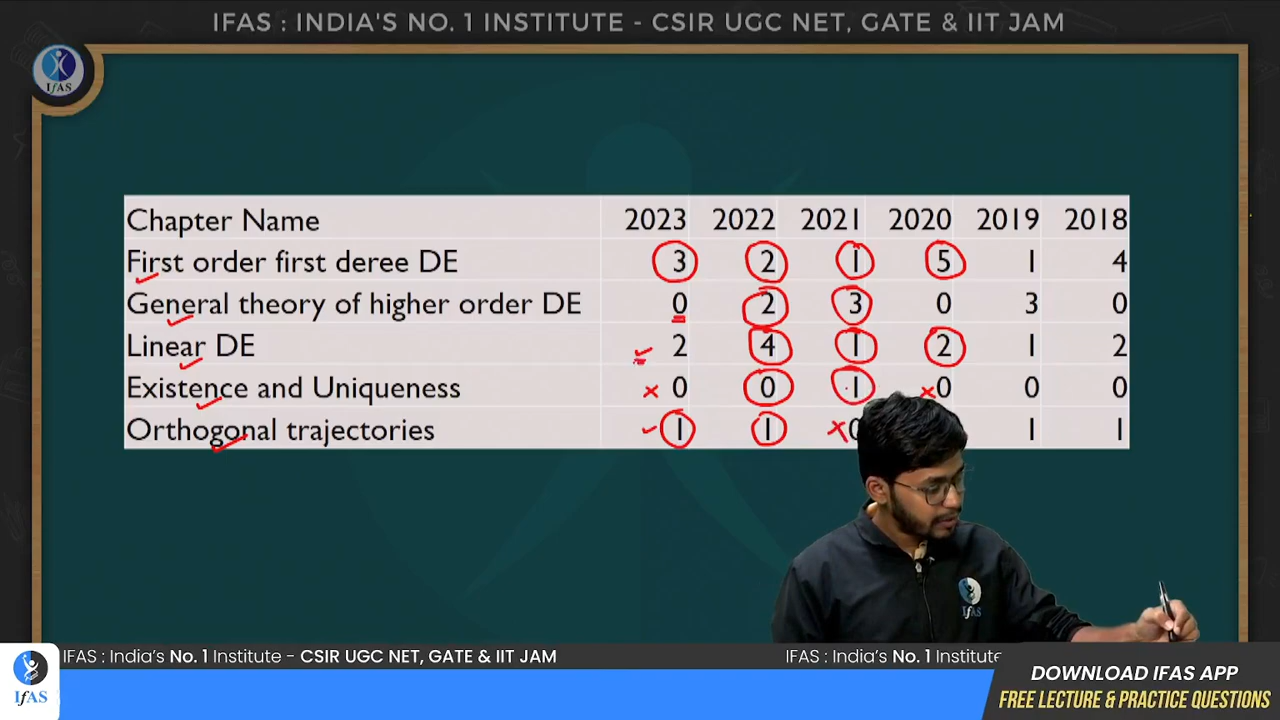 IFAS : INDIA'S NO. 1 INSTITUTE - CSIR UGC NET, GATE & IIT JAM
IfAS
Chapter Name 2023 2022 2021 2020 2019 2018
First order first deree DE 3 2 1 5 1 4
General theory of higher order DE 0 2 3 0 3 0
Linear DE 2 4 1 2 1 2
Existence and Uniqueness 0 0 1 0 0 0
Orthogonal trajectories 1 1 0 1 1
IfAS
IfAS
IFAS : India's No. 1 Institute - CSIR UGC NET, GATE & IIT JAM
IFAS : India's No. 1 Institute
DOWNLOAD IFAS APP
FREE LECTURE & PRACTICE QUESTIONS